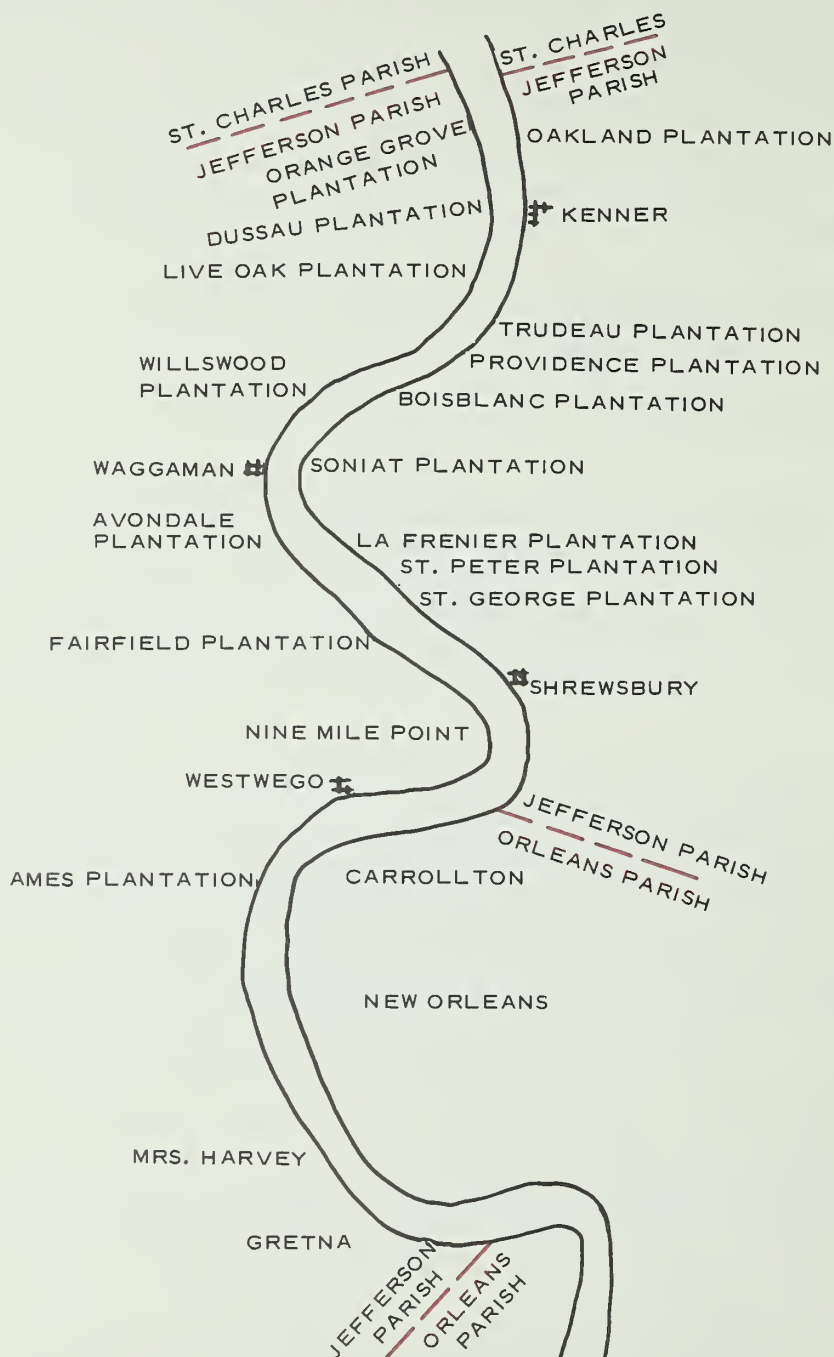 ST. CHARLES PARISH
JEFFERSON PARISH
ST. CHARLES
JEFFERSON
PARISH
ORANGE GROVE
PLANTATION
OAKLAND PLANTATION
DUSSAU PLANTATION
KENNER
LIVE OAK PLANTATION
TRUDEAU PLANTATION
PROVIDENCE PLANTATION
WILLSWOOD
PLANTATION
BOISBLANC PLANTATION
WAGGAMAN
SONIAT PLANTATION
AVONDALE
PLANTATION
LA FRENIER PLANTATION
ST. PETER PLANTATION
ST. GEORGE PLANTATION
FAIRFIELD PLANTATION
SHREWSBURY
NINE MILE POINT
WESTWEGO
JEFFERSON PARISH
ORLEANS PARISH
AMES PLANTATION
CARROLLTON
NEW ORLEANS
MRS. HARVEY
GRETNA
JEFFERSON
PARISH
ORLEANS
PARISH